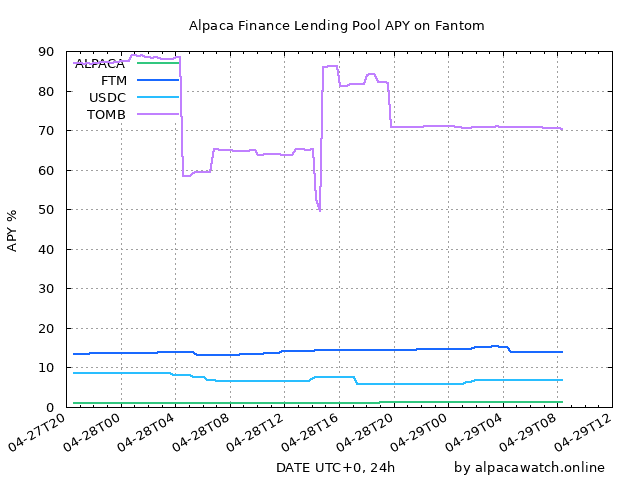 Alpaca Finance Lending Pool APY on Fantom
APY %
90
80
70
60
50
40
30
20
10
0
ALPACA
FTM
USDC
TOMB
04-27T20
04-28T00
04-28T04
04-28T08
04-28T12
04-28T16
04-28T20
04-29T00
04-29T04
04-29T08
04-29T12
DATE UTC+0, 24h
by alpacawatch.online